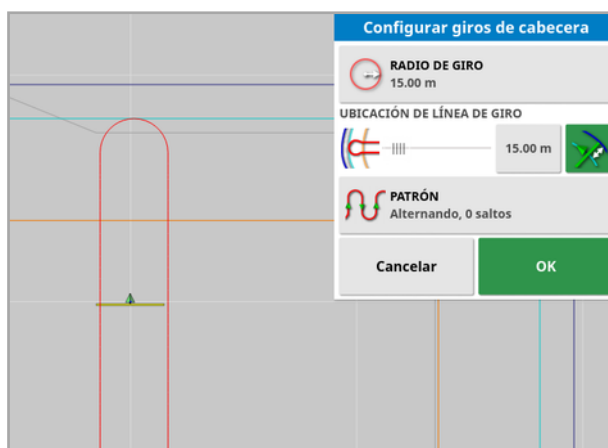 Configurar giros de cabecera
RADIO DE GIRO
15.00 m
UBICACIÓN DE LÍNEA DE GIRO
15.00 m
PATRÓN
Alternando, 0 saltos
Cancelar
OK